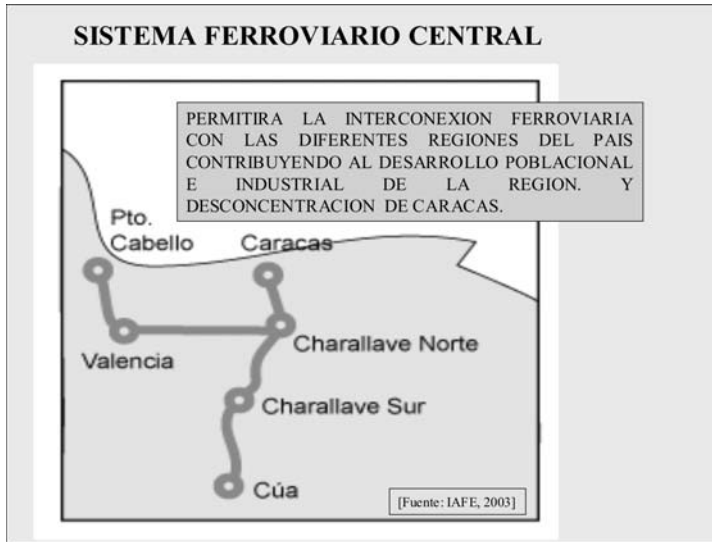 SISTEMA FERROVIARIO CENTRAL
PERMITIRA LA INTERCONEXION FERROVIARIA
CON LAS DIFERENTES REGIONES DEL PAIS
CONTRIBUYENDO AL DESARROLLO POBLACIONAL
E INDUSTRIAL DE LA REGION. Y
DESCONCENTRACION DE CARACAS.
Pto.
Cabello
Caracas
Charallave Norte
Valencia
Charallave Sur
Cúa
[Fuente: IAFE, 2003]